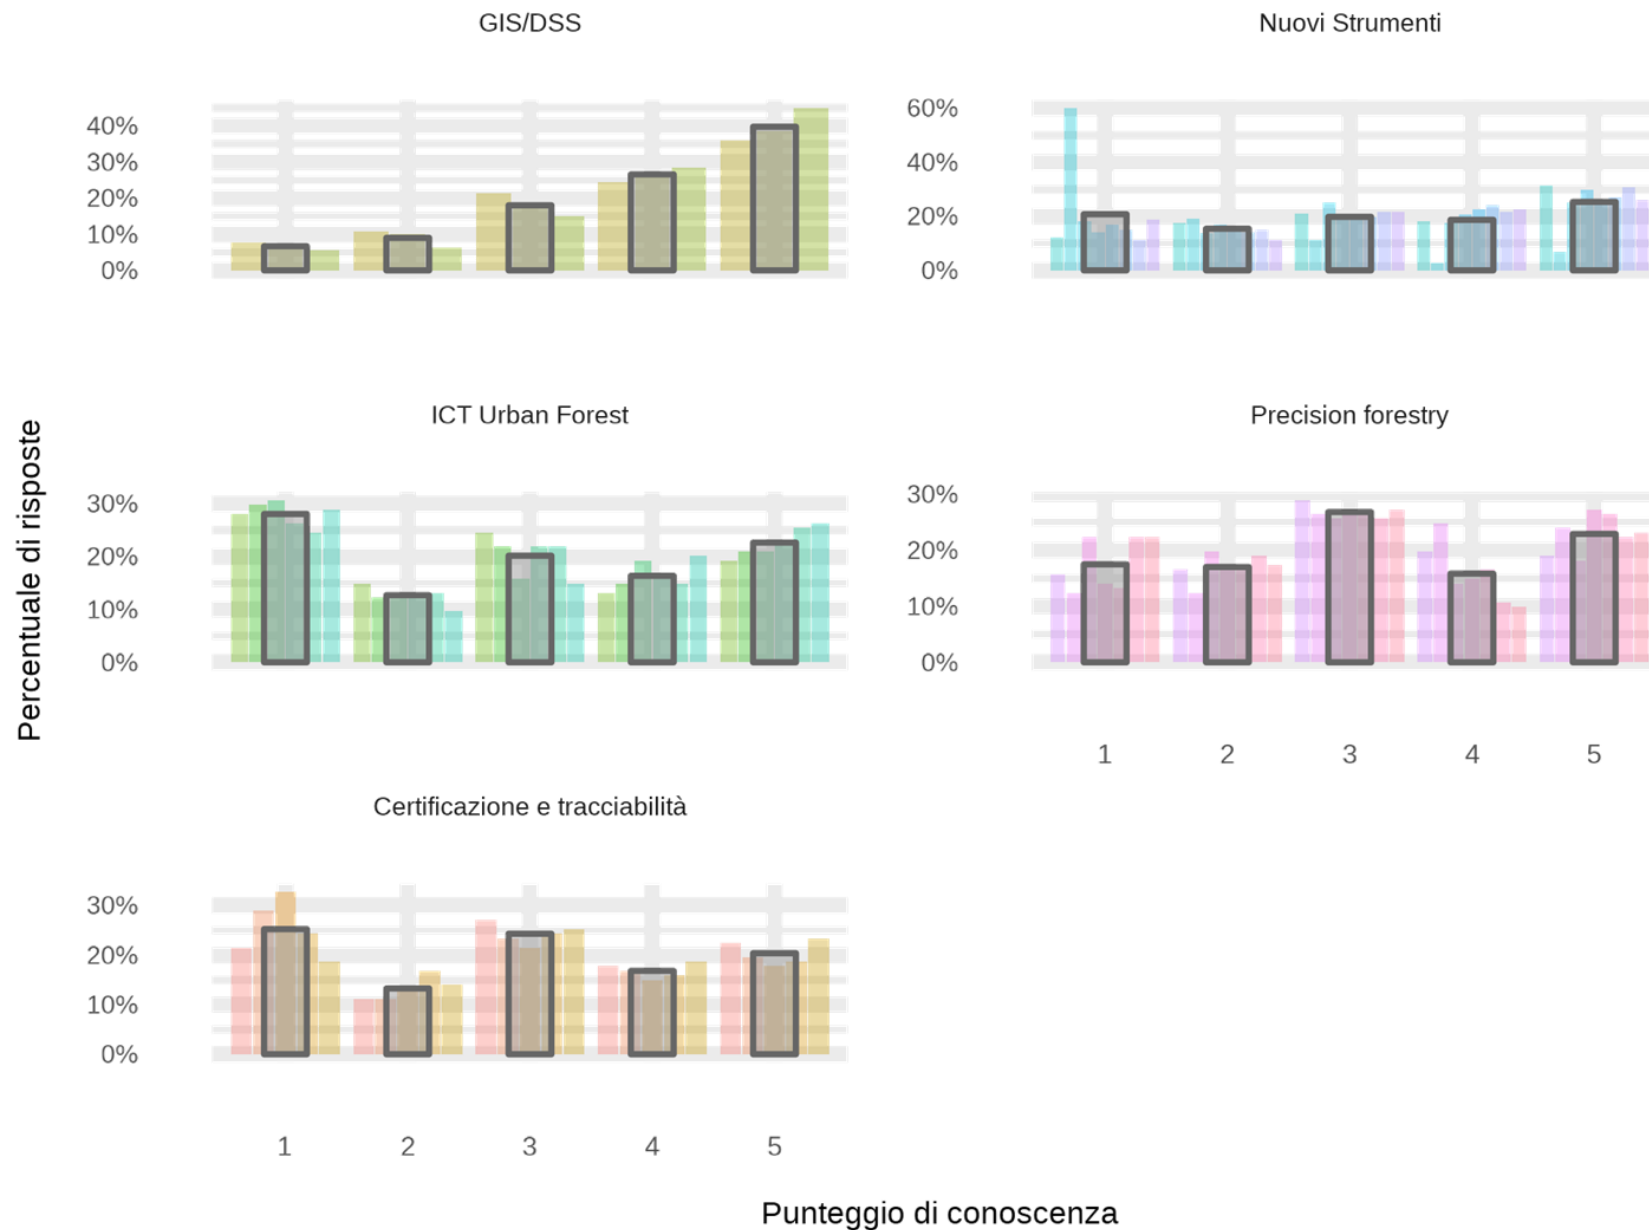 GIS/DSS
Nuovi Strumenti
40%
30%
20%
10%
0%
60%
40%
20%
0%
ICT Urban Forest
Precision forestry
30%
20%
10%
0%
30%
20%
10%
0%
1 2 3 4 5
Certificazione e tracciabilità
30%
20%
10%
0%
1 2 3 4 5
Percentuale di risposte
Punteggio di conoscenza